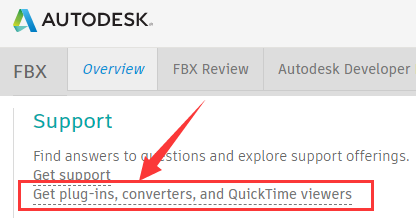 AUTODESK.
FBX Overview FBX Review Autodesk Developer
Support
Find answers to questions and explore support offerings.
Get support
Get plug-ins, converters, and QuickTime viewers